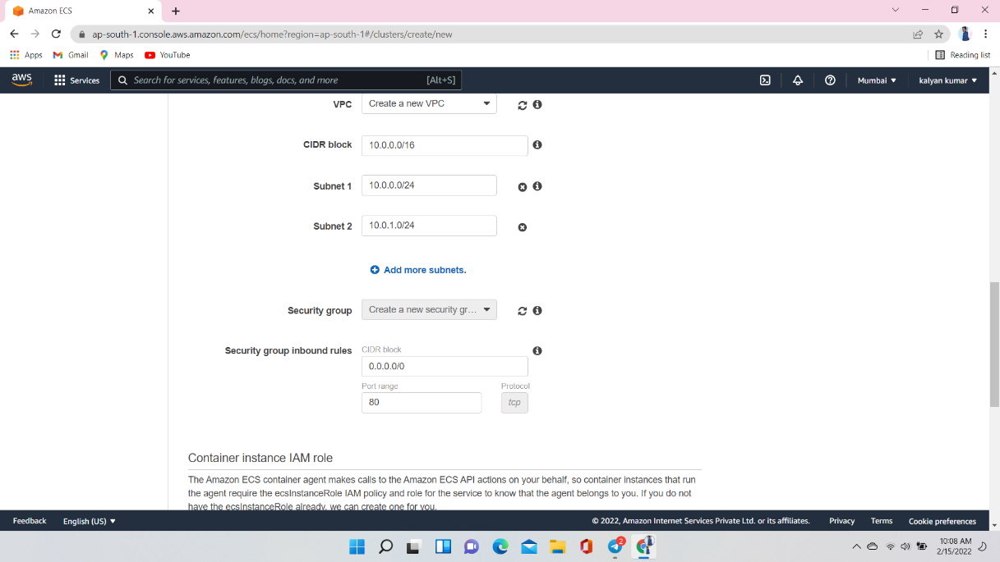 Amazon ECS
ap-south-1.console.aws.amazon.com/ecs/home?region=ap-south-1#/clusters/create/new
Apps Gmail Maps YouTube Reading list
aws Services Search for services, features, blogs, docs, and more [Alt+S] Mumbai kalyan kumar
VPC Create a new VPC
CIDR block 10.0.0.0/16
Subnet 1 10.0.0.0/24
Subnet 2 10.0.1.0/24
Add more subnets.
Security group Create a new security gr...
Security group inbound rules CIDR block
0.0.0.0/0
Port range Protocol
80 tcp
Container instance IAM role
The Amazon ECS container agent makes calls to the Amazon ECS API actions on your behalf, so container instances that run
the agent require the ecsInstanceRole IAM policy and role for the service to know that the agent belongs to you. If you do not
have the ecsInstanceRole already, we can create one for you.
Feedback English (US) © 2022, Amazon Internet Services Private Ltd. or its affiliates. Privacy Terms Cookie preferences
2
10:08 AM
2/15/2022